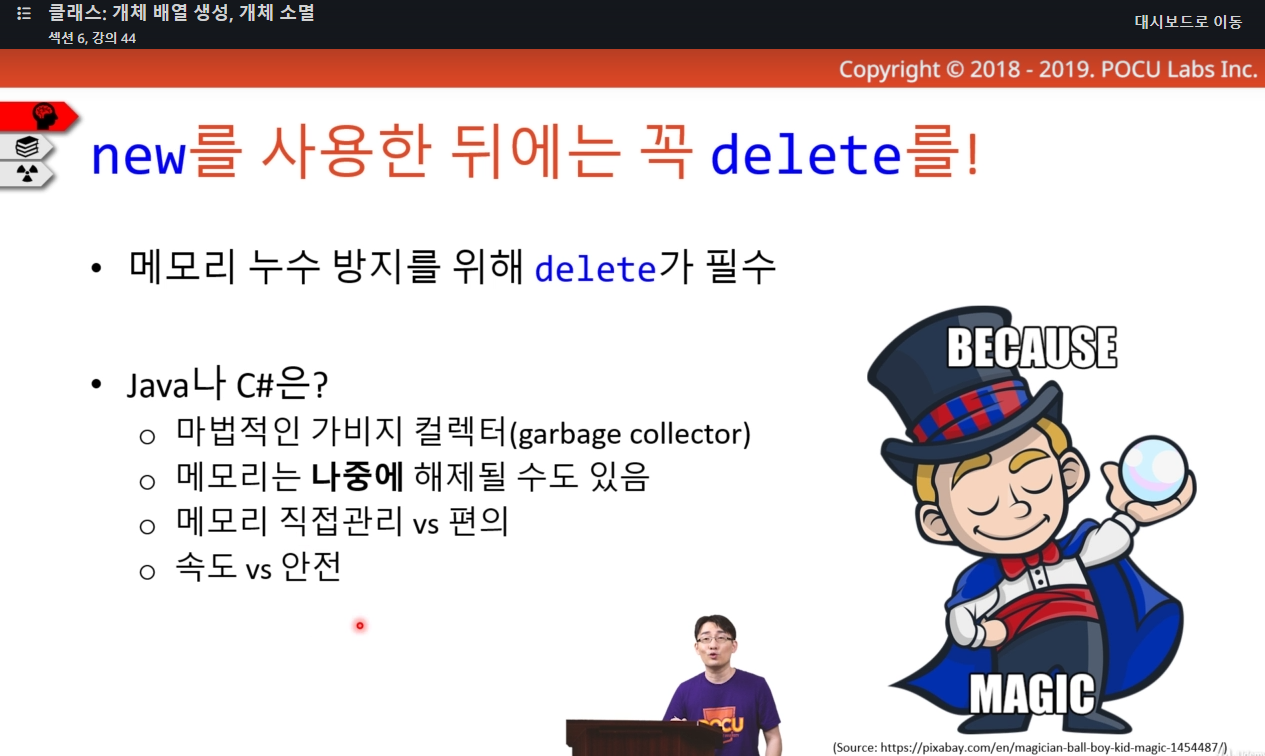 클래스: 개체 배열 생성, 개체 소멸
섹션 6, 강의 44
대시보드로 이동
Copyright © 2018 - 2019. POCU Labs Inc.
new를 사용한 뒤에는 꼭 delete를!
• 메모리 누수 방지를 위해 delete가 필수
• Java나 C#은?
o 마법적인 가비지 컬렉터(garbage collector)
o 메모리는 나중에 해제될 수도 있음
o 메모리 직접관리 vs 편의
o 속도 vs 안전
BECAUSE
MAGIC
POCU
(Source: https://pixabay.com/en/magician-ball-boy-kid-magic-1454487/)